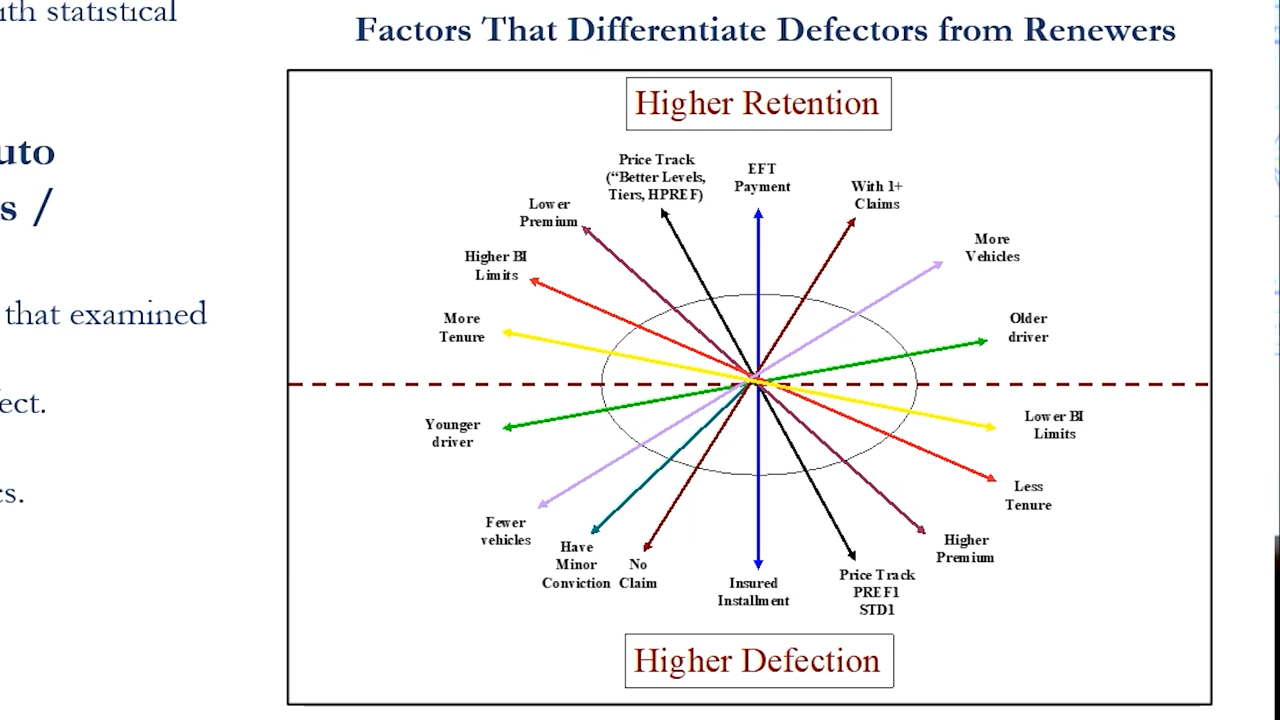 ith statistical
uto
s /
that examined
ect.
cs.
Factors That Differentiate Defectors from Renewers
Higher Retention
Price Track
(“Better Levels,
Tiers, HPREF)
EFT
Payment
With 1+
Claims
Lower
Premium
More
Vehicles
Higher BI
Limits
More
Tenure
Older
driver
Younger
driver
Lower BI
Limits
Less
Tenure
Fewer
vehicles
Have
Minor
Conviction
No
Claim
Insured
Installment
Price Track
PREF1
STD1
Higher
Premium
Higher Defection